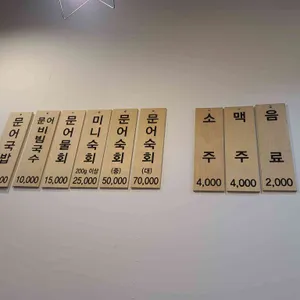 문어국밥
00
문어
비빔국수
10,000
문어물회
15,000
미니숙회
200g 이상
25,000
문어숙회
(중)
50,000
문어숙회
(대)
70,000
소주
4,000
맥주
4,000
음료
2,000